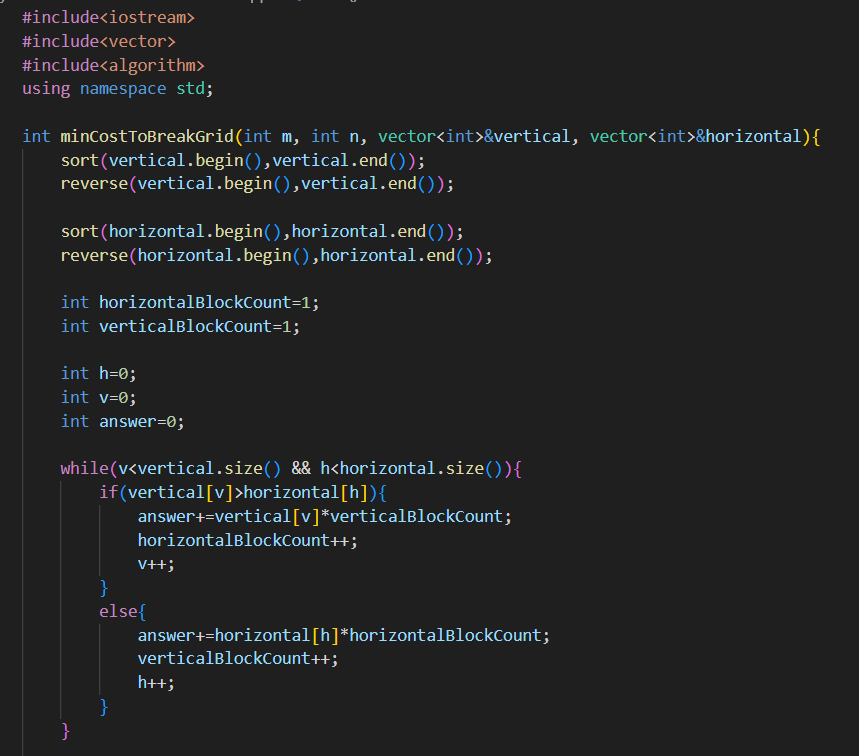 #include<iostream>
#include<vector>
#include<algorithm>
using namespace std;

int minCostToBreakGrid(int m, int n, vector<int>&vertical, vector<int>&horizontal){
    sort(vertical.begin(),vertical.end());
    reverse(vertical.begin(),vertical.end());

    sort(horizontal.begin(),horizontal.end());
    reverse(horizontal.begin(),horizontal.end());

    int horizontalBlockCount=1;
    int verticalBlockCount=1;

    int h=0;
    int v=0;
    int answer=0;

    while(v<vertical.size() && h<horizontal.size()){
        if(vertical[v]>horizontal[h]){
            answer+=vertical[v]*verticalBlockCount;
            horizontalBlockCount++;
            v++;
        }
        else{
            answer+=horizontal[h]*horizontalBlockCount;
            verticalBlockCount++;
            h++;
        }
    }